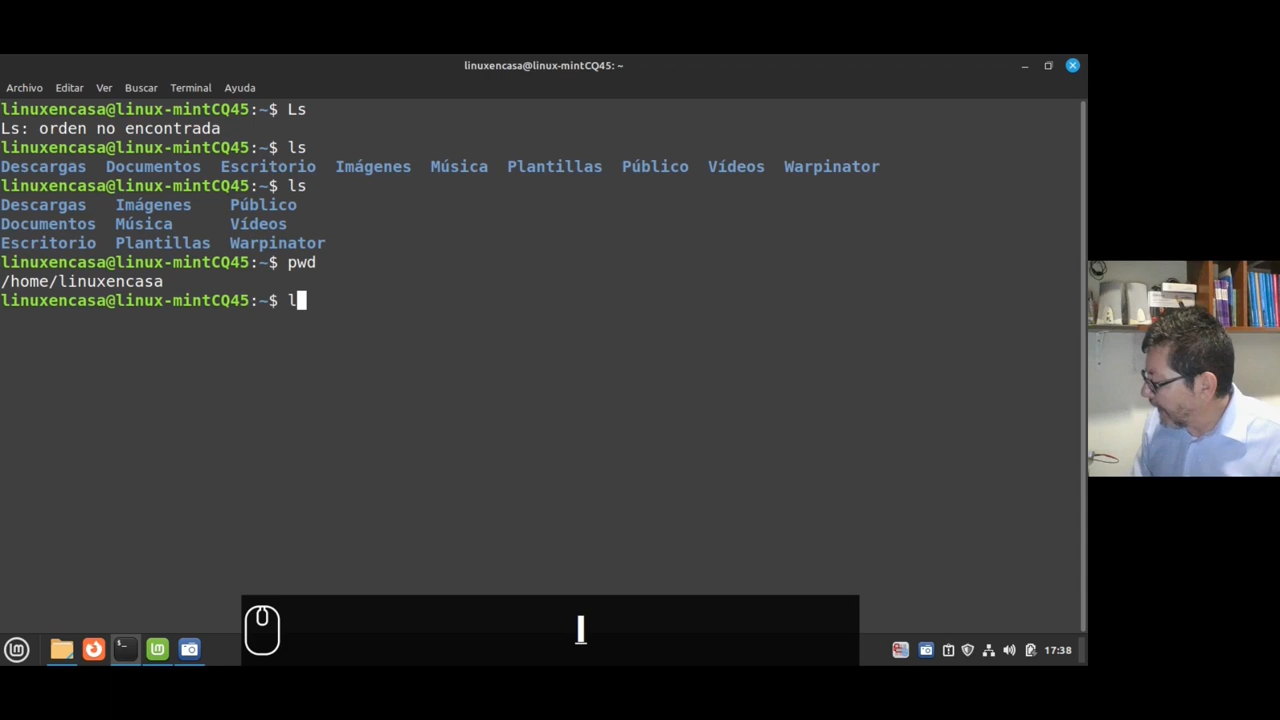 linuxencasa@linux-mintCQ45: ~
Archivo Editar Ver Buscar Terminal Ayuda
linuxencasa@linux-mintCQ45:~$ Ls
Ls: orden no encontrada
linuxencasa@linux-mintCQ45:~$ ls
Descargas Documentos Escritorio Imágenes Música Plantillas Público Vídeos Warpinator
linuxencasa@linux-mintCQ45:~$ ls
Descargas Imágenes Público
Documentos Música Vídeos
Escritorio Plantillas Warpinator
linuxencasa@linux-mintCQ45:~$ pwd
/home/linuxencasa
linuxencasa@linux-mintCQ45:~$ l
l
17:38